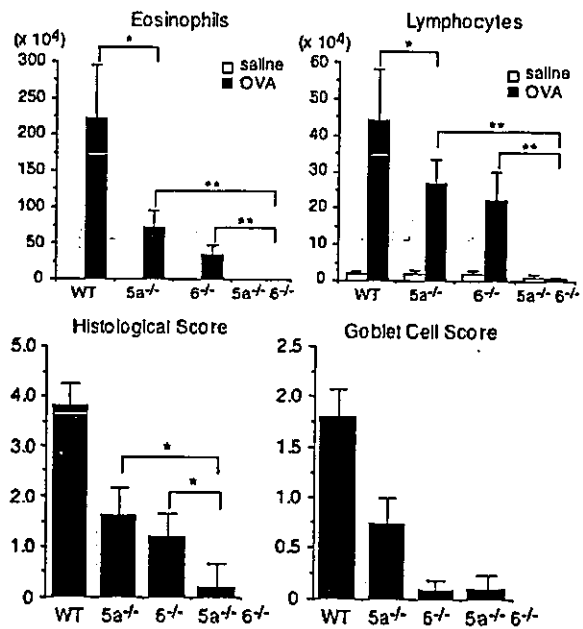 Eosinophils
(x 10⁴)
300
250
200
150
100
50
0
*
**
**
saline
OVA
WT 5a-/- 6-/- 5a-/- 6-/-
Lymphocytes
(x 10⁴)
60
50
40
30
20
10
0
*
**
**
saline
OVA
WT 5a-/- 6-/- 5a-/- 6-/-
Histological Score
5.0
4.0
3.0
2.0
1.0
0
*
*
WT 5a-/- 6-/- 5a-/- 6-/-
Goblet Cell Score
2.5
2.0
1.5
1.0
0.5
0
WT 5a-/- 6-/- 5a-/- 6-/-